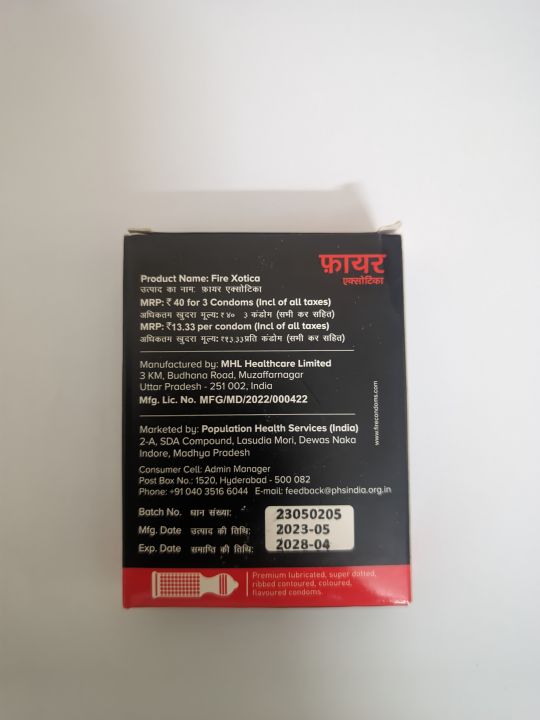 फ़ायर
एक्सोटिका
Product Name: Fire Xotica
उत्पाद का नाम: फ़ायर एक्सोटिका
MRP: ₹ 40 for 3 Condoms (Incl of all taxes)
अधिकतम खुदरा मूल्य: ₹४० ३ कंडोम (सभी कर सहित)
MRP: ₹13.33 per condom (Incl of all taxes)
अधिकतम खुदरा मूल्य: ₹१३.३३प्रति कंडोम (सभी कर सहित)
Manufactured by: MHL Healthcare Limited
3 KM, Budhana Road, Muzaffarnagar
Uttar Pradesh - 251 002, India
Mfg. Lic. No. MFG/MD/2022/000422
Marketed by: Population Health Services (India)
2-A, SDA Compound, Lasudia Mori, Dewas Naka
Indore, Madhya Pradesh
Consumer Cell: Admin Manager
Post Box No.: 1520, Hyderabad - 500 082
Phone: +91 040 3516 6044 E-mail: feedback@phsindia.org.in
www.firecondoms.com
Batch No. घान संख्या: 23050205
Mfg. Date उत्पाद की तिथि: 2023-05
Exp. Date समाप्ति की तिथि: 2028-04
Premium lubricated, super dotted,
ribbed contoured, coloured,
flavoured condoms.